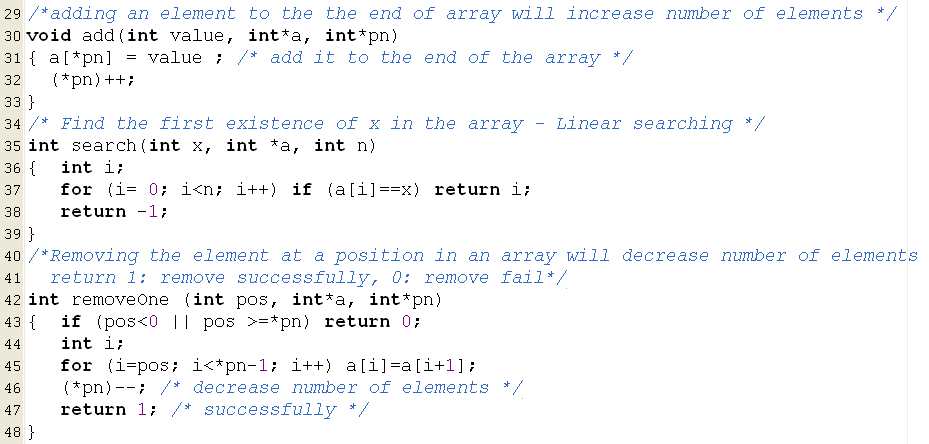 29 /*adding an element to the the end of array will increase number of elements */
30 void add(int value, int*a, int*pn)
31 { a[*pn] = value ; /* add it to the end of the array */
32   (*pn)++;
33 }
34 /* Find the first existence of x in the array - Linear searching */
35 int search(int x, int *a, int n)
36 {  int i;
37    for (i= 0; i<n; i++) if (a[i]==x) return i;
38    return -1;
39 }
40 /*Removing the element at a position in an array will decrease number of elements
41   return 1: remove successfully, 0: remove fail*/
42 int removeOne (int pos, int*a, int*pn)
43 {  if (pos<0 || pos >=*pn) return 0;
44    int i;
45    for (i=pos; i<*pn-1; i++) a[i]=a[i+1];
46    (*pn)--; /* decrease number of elements */
47    return 1; /* successfully */
48 }